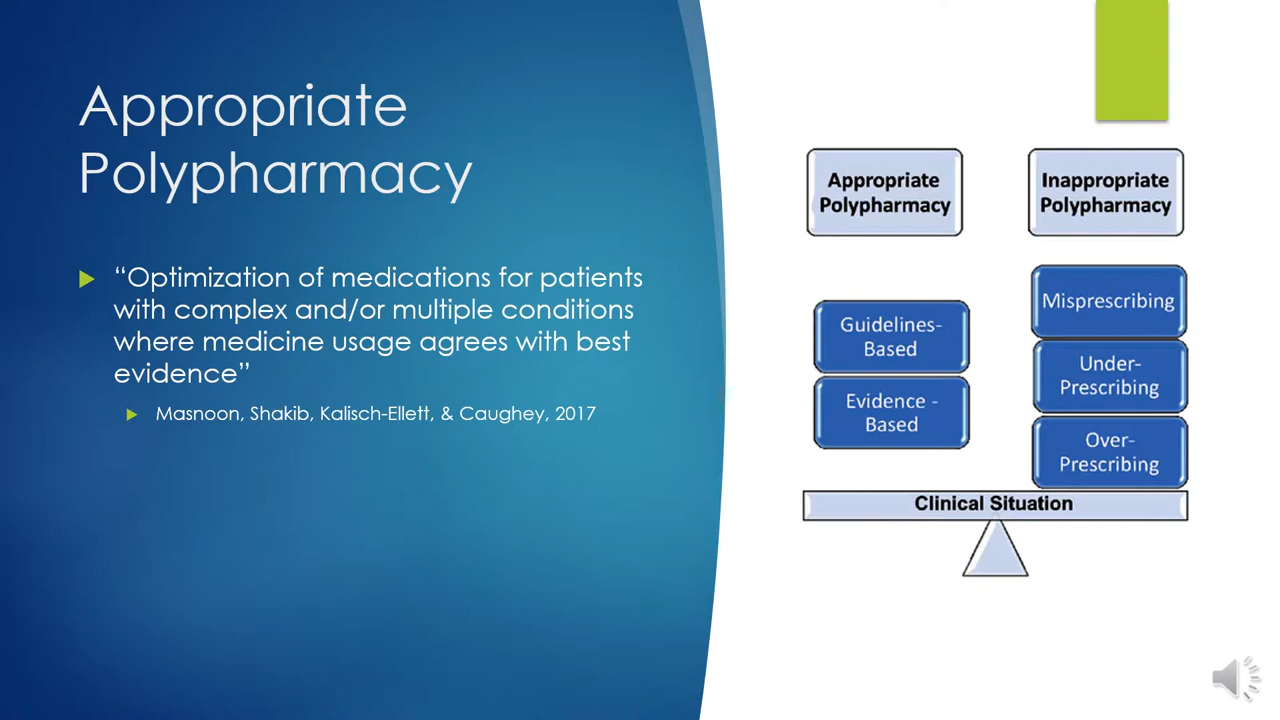 Appropriate
Polypharmacy
“Optimization of medications for patients
with complex and/or multiple conditions
where medicine usage agrees with best
evidence”
Masnoon, Shakib, Kalisch-Ellett, & Caughey, 2017
Appropriate
Polypharmacy
Inappropriate
Polypharmacy
Guidelines-
Based
Evidence -
Based
Misprescribing
Under-
Prescribing
Over-
Prescribing
Clinical Situation